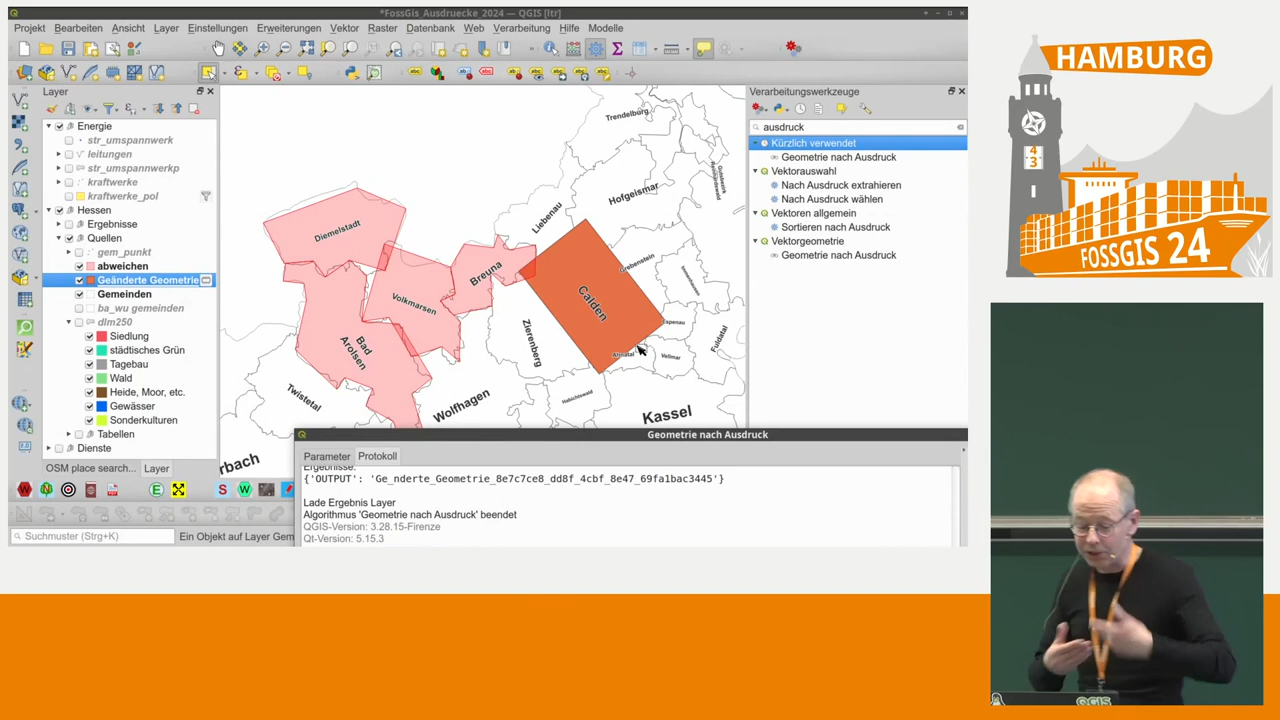 *FossGis_Ausdruecke_2024 — QGIS [ltr]
Projekt Bearbeiten Ansicht Layer Einstellungen Erweiterungen Vektor Raster Datenbank Web Verarbeitung Hilfe Modelle
Layer
Energie
str_umspannwerk
leitungen
str_umspannwerkp
kraftwerke
kraftwerke_pol
Hessen
Ergebnisse
Quellen
gem_punkt
abweichen
Geänderte Geometrie
Gemeinden
ba_wu gemeinden
dlm250
Siedlung
städtisches Grün
Tagebau
Wald
Heide, Moor, etc.
Gewässer
Sonderkulturen
Tabellen
Dienste
OSM place search... Layer
Suchmuster (Strg+K)
Ein Objekt auf Layer Gem
Trendelburg
Hofgeismar
Liebenau
Diemelstadt
Grebenstein
Breuna
Calden
Volkmarsen
Espenau
Zierenberg
Ahnatal
Vellmar
Fuldatal
Bad
Arolsen
Twistetal
Wolfhagen
Habichtswald
Kassel
rbach
Verarbeitungswerkzeuge
ausdruck
Kürzlich verwendet
Geometrie nach Ausdruck
Vektorauswahl
Nach Ausdruck extrahieren
Nach Ausdruck wählen
Vektoren allgemein
Sortieren nach Ausdruck
Vektorgeometrie
Geometrie nach Ausdruck
Geometrie nach Ausdruck
Parameter Protokoll
Ergebnisse:
{'OUTPUT': 'Ge_nderte_Geometrie_8e7c7ce8_dd8f_4cbf_8e47_69fa1bac3445'}
Lade Ergebnis Layer
Algorithmus 'Geometrie nach Ausdruck' beendet
QGIS-Version: 3.28.15-Firenze
Qt-Version: 5.15.3
HAMBURG
4
3
FOSSGIS 24
QGIS